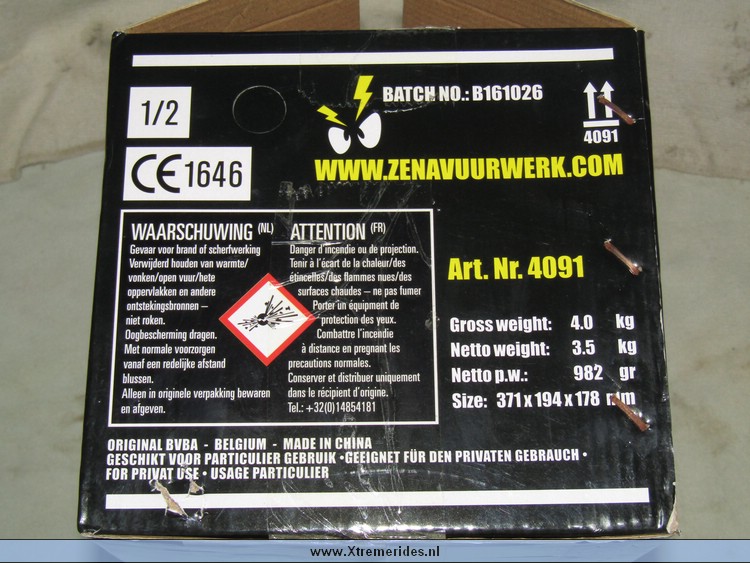 1/2
BATCH NO.: B161026
4091
CE 1646
WWW.ZENAVUURWERK.COM
WAARSCHUWING (NL)
Gevaar voor brand of scherfwerking
Verwijderd houden van warmte/
vonken/open vuur/hete
oppervlakken en andere
ontstekingsbronnen –
niet roken.
Oogbescherming dragen.
Met normale voorzorgen
vanaf een redelijke afstand
blussen.
Alleen in originele verpakking bewaren
en afgeven.
ATTENTION (FR)
Danger d'incendie ou de projection.
Tenir à l'écart de la chaleur/des
étincelles/des flammes nues/des
surfaces chaudes – ne pas fumer
Porter un équipment de
protection des yeux.
Combattre l'incendie
à distance en pregnant les
precautions normales.
Conserver et distribuer uniquement
dans le récipient d'origine.
Tel.: +32(0)14854181
Art. Nr. 4091
Gross weight: 4.0 kg
Netto weight: 3.5 kg
Netto p.w.: 982 gr
Size: 371 x 194 x 178 mm
ORIGINAL BVBA - BELGIUM - MADE IN CHINA
GESCHIKT VOOR PARTICULIER GEBRUIK • GEEIGNET FÜR DEN PRIVATEN GEBRAUCH •
FOR PRIVAT USE • USAGE PARTICULIER
www.Xtremerides.nl